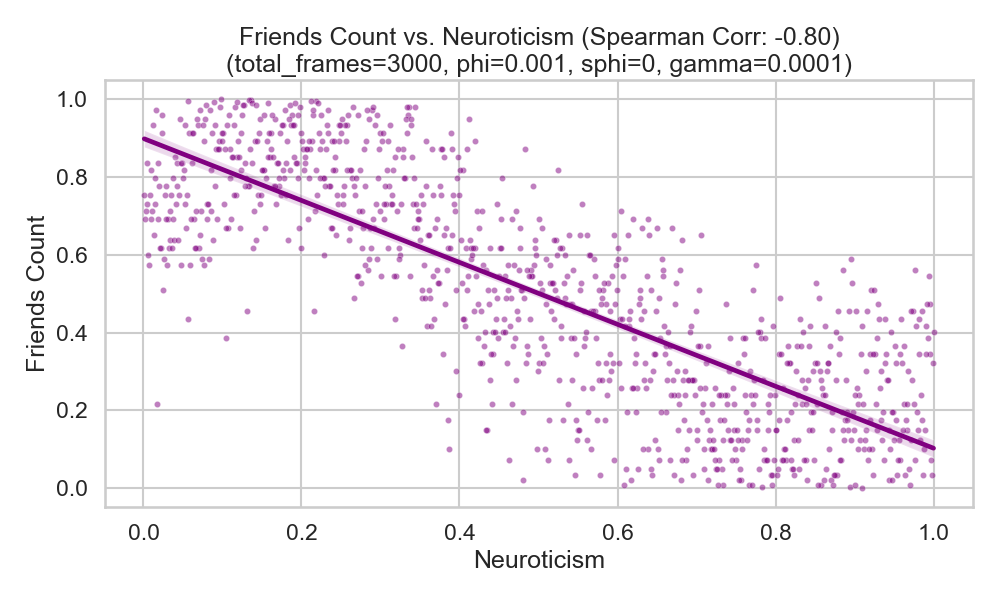 Friends Count vs. Neuroticism (Spearman Corr: -0.80)
(total_frames=3000, phi=0.001, sphi=0, gamma=0.0001)
Friends Count
1.0
0.8
0.6
0.4
0.2
0.0
0.0 0.2 0.4 0.6 0.8 1.0
Neuroticism